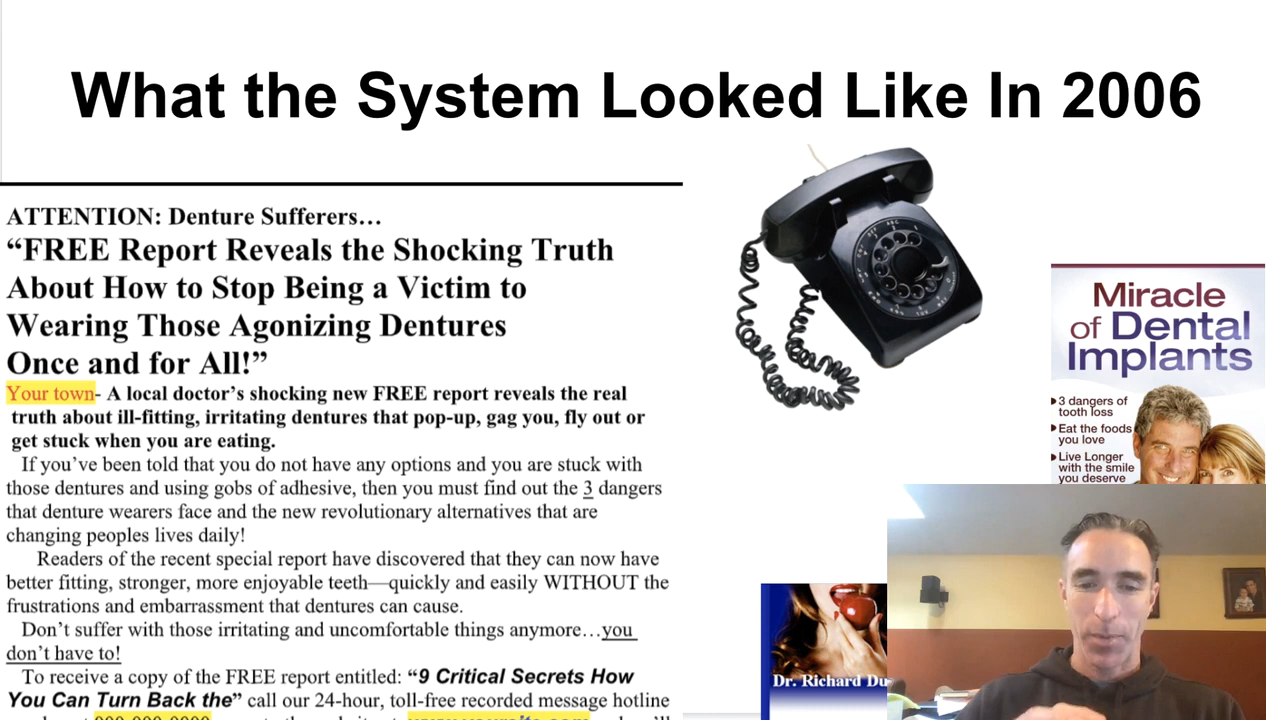 What the System Looked Like In 2006
ATTENTION: Denture Sufferers…
“FREE Report Reveals the Shocking Truth
About How to Stop Being a Victim to
Wearing Those Agonizing Dentures
Once and for All!”
Your town- A local doctor’s shocking new FREE report reveals the real
truth about ill-fitting, irritating dentures that pop-up, gag you, fly out or
get stuck when you are eating.
If you’ve been told that you do not have any options and you are stuck with
those dentures and using gobs of adhesive, then you must find out the 3 dangers
that denture wearers face and the new revolutionary alternatives that are
changing peoples lives daily!
Readers of the recent special report have discovered that they can now have
better fitting, stronger, more enjoyable teeth—quickly and easily WITHOUT the
frustrations and embarrassment that dentures can cause.
Don’t suffer with those irritating and uncomfortable things anymore…you
don’t have to!
To receive a copy of the FREE report entitled: “9 Critical Secrets How
You Can Turn Back the” call our 24-hour, toll-free recorded message hotline
Miracle
of Dental
Implants
3 dangers of
tooth loss
Eat the foods
you love
Live Longer
with the smile
you deserve
Dr. Richard Du